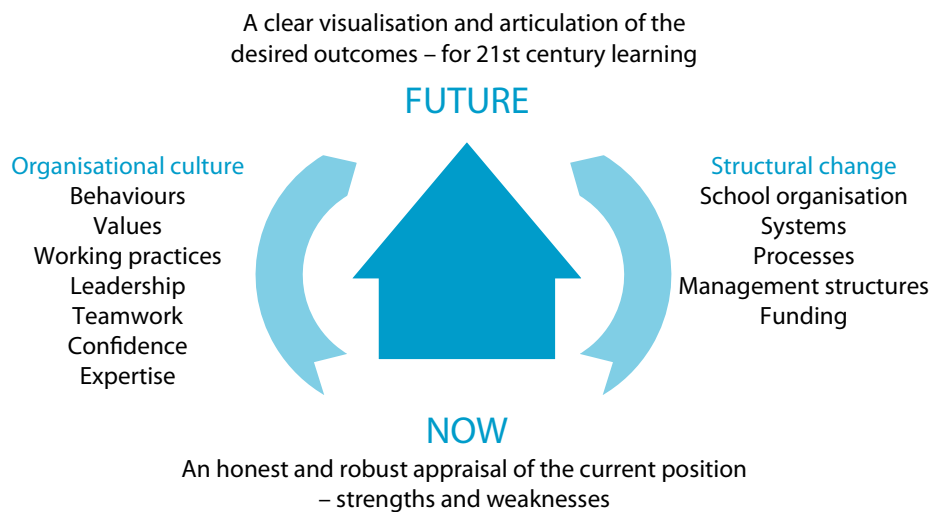 A clear visualisation and articulation of the
desired outcomes – for 21st century learning
FUTURE
Organisational culture
Behaviours
Values
Working practices
Leadership
Teamwork
Confidence
Expertise
Structural change
School organisation
Systems
Processes
Management structures
Funding
NOW
An honest and robust appraisal of the current position
– strengths and weaknesses